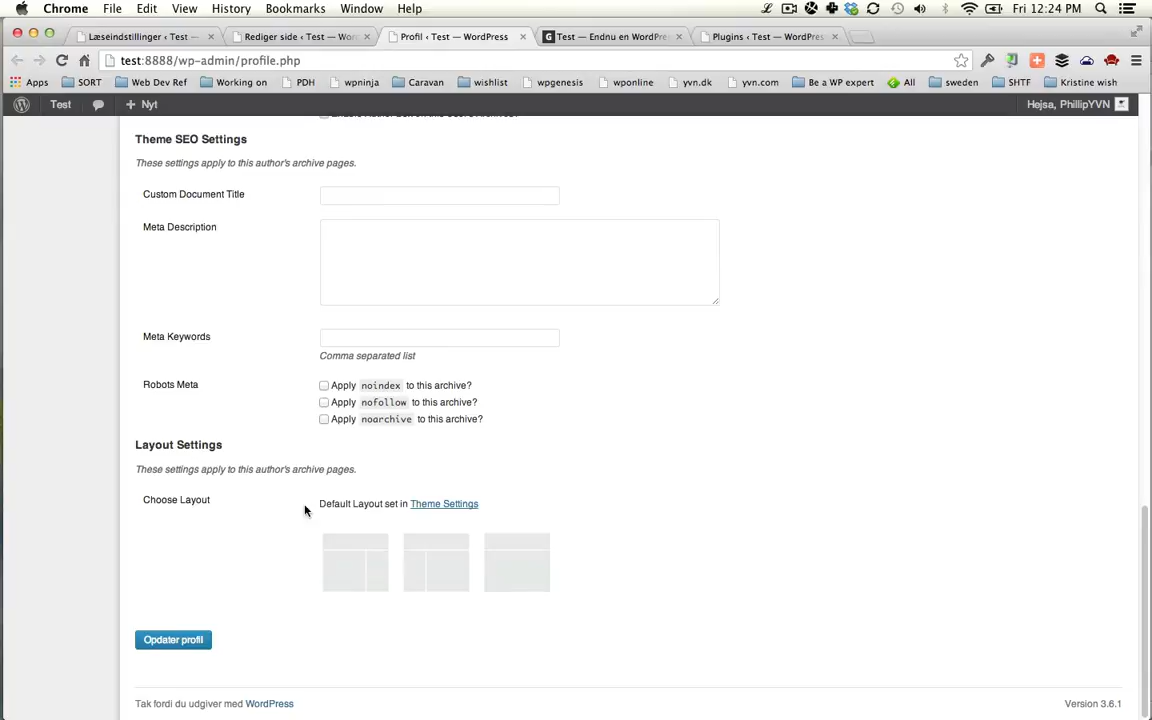 Chrome File Edit View History Bookmarks Window Help Fri 12:24 PM
Læseindstillinger ‹ Test — Rediger side ‹ Test — Wor Profil ‹ Test — WordPress Test — Endnu en WordPre Plugins ‹ Test — WordPres
test:8888/wp-admin/profile.php
Apps SORT Web Dev Ref Working on PDH wpninja Caravan wishlist wpgenesis wponline yvn.dk yvn.com Be a WP expert All sweden SHTF Kristine wish
Test + Nyt Hejsa, PhillipYVN
Theme SEO Settings
These settings apply to this author's archive pages.
Custom Document Title
Meta Description
Meta Keywords
Comma separated list
Robots Meta
Apply noindex to this archive?
Apply nofollow to this archive?
Apply noarchive to this archive?
Layout Settings
These settings apply to this author's archive pages.
Choose Layout
Default Layout set in Theme Settings
Opdater profil
Tak fordi du udgiver med WordPress Version 3.6.1